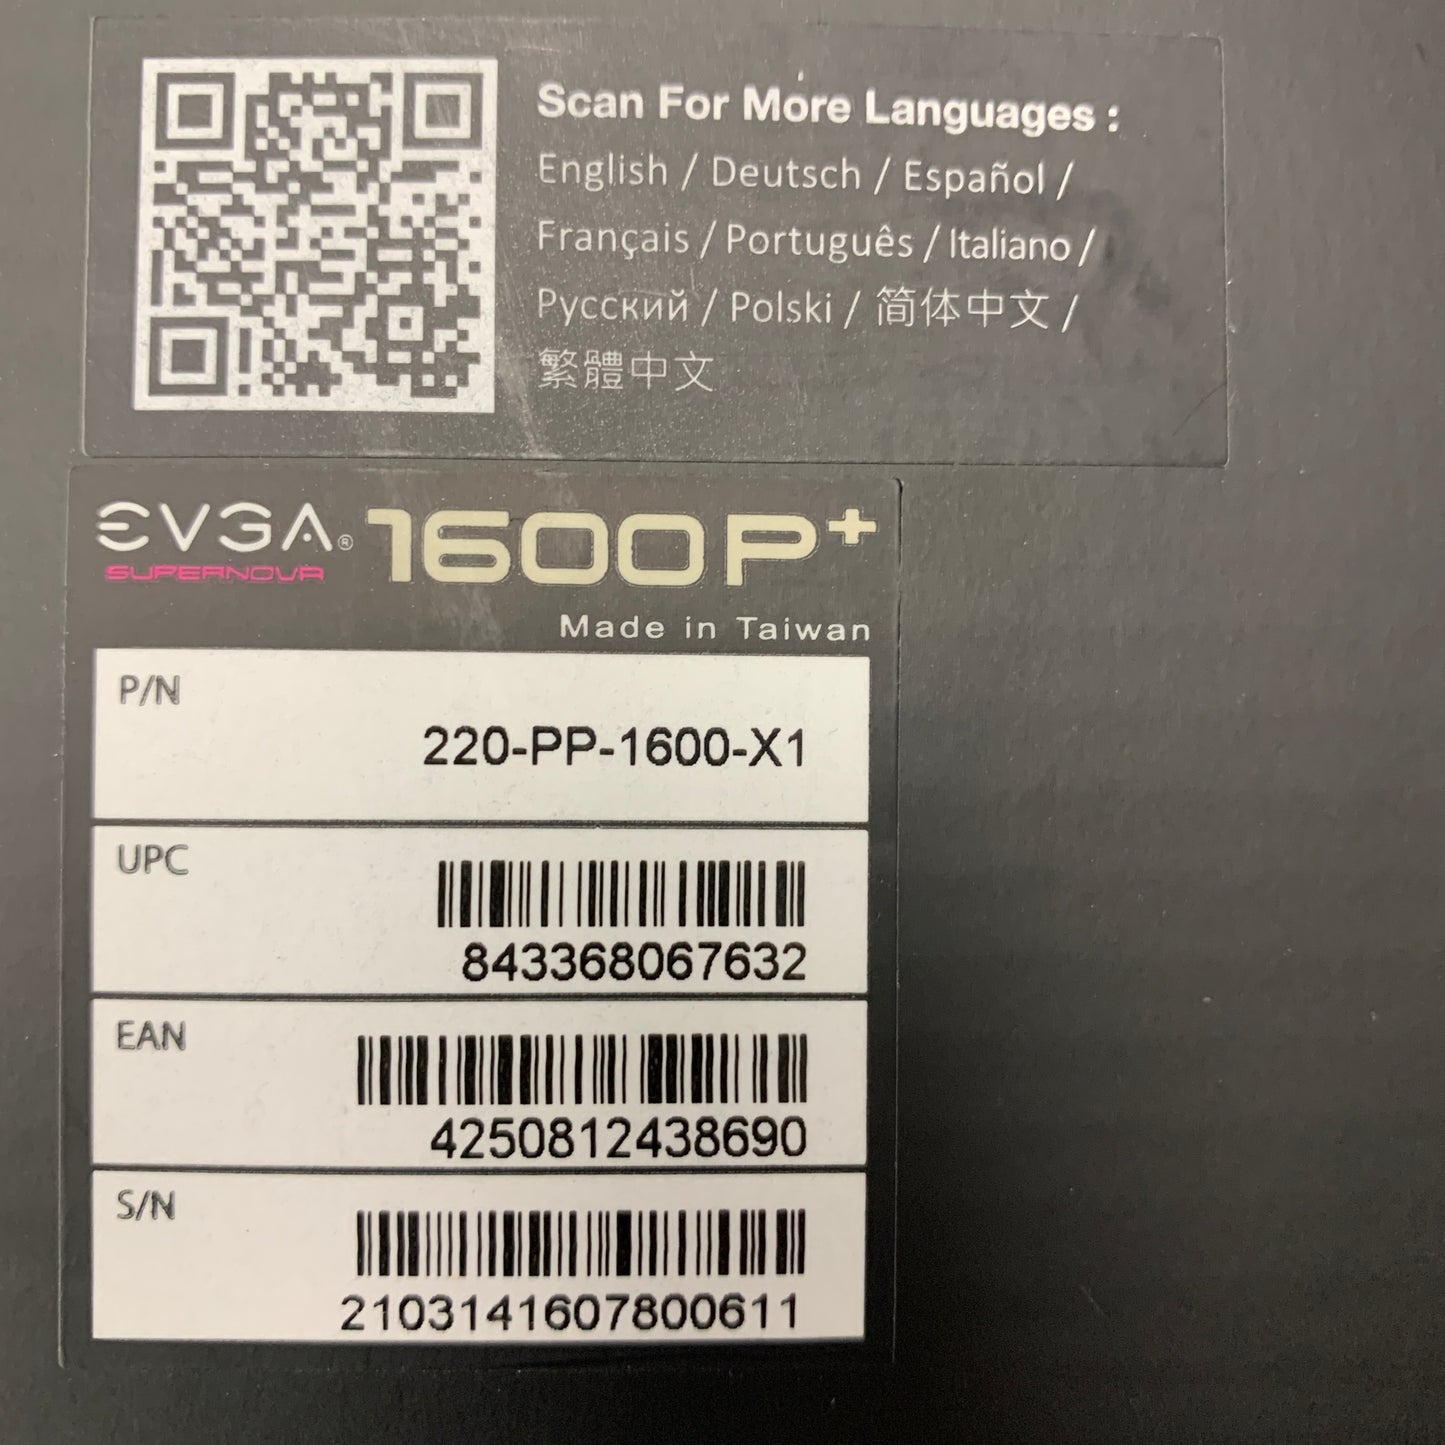 Scan For More Languages :
English / Deutsch / Español /
Français / Português / Italiano /
Русский / Polski / 简体中文 /
繁體中文
EVGA® 1600 P+
SUPERNOVA
Made in Taiwan
P/N
220-PP-1600-X1
UPC
843368067632
EAN
4250812438690
S/N
2103141607800611